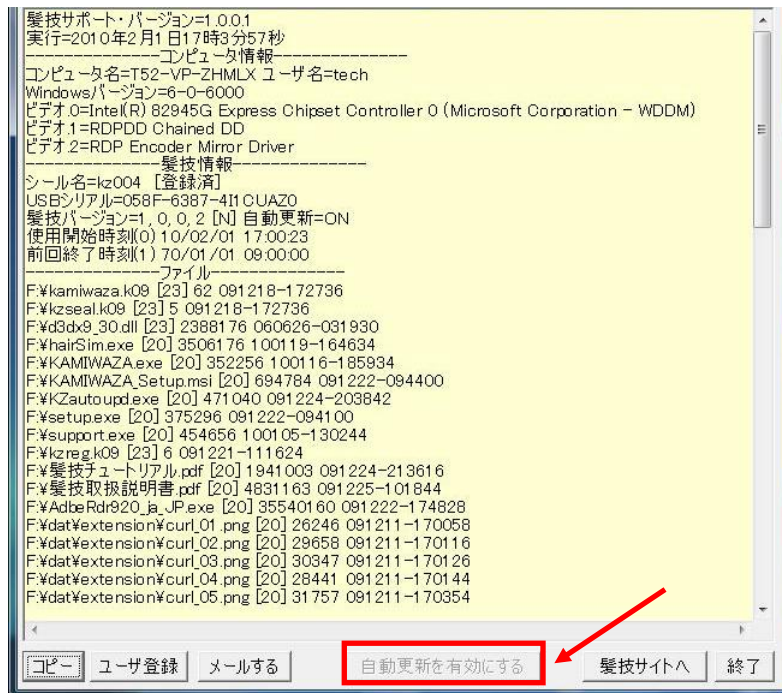 髪技サポート・バージョン=1.0.0.1
実行=2010年2月1日17時3分57秒
---------------コンピュータ情報---------------
コンピュータ名=T52-VP-ZHMLX ユーザ名=tech
Windowsバージョン=6-0-6000
ビデオ.0=Intel(R) 82945G Express Chipset Controller 0 (Microsoft Corporation - WDDM)
ビデオ.1=RDPDD Chained DD
ビデオ.2=RDP Encoder Mirror Driver
---------------髪技情報---------------
シール名=kz004 [登録済]
USBシリアル=058F-6387-4I1CUAZ0
髪技バージョン=1, 0, 0, 2 [N] 自動更新=ON
使用開始時刻(0) 10/02/01 17:00:23
前回終了時刻(1) 70/01/01 09:00:00
---------------ファイル---------------
F:¥kamiwaza.k09 [23] 62 091218-172736
F:¥kzseal.k09 [23] 5 091218-172736
F:¥d3dx9_30.dll [23] 2388176 060626-031930
F:¥hairSim.exe [20] 3506176 100119-164634
F:¥KAMIWAZA.exe [20] 352256 100116-185934
F:¥KAMIWAZA_Setup.msi [20] 694784 091222-094400
F:¥KZautoupd.exe [20] 471040 091224-203842
F:¥setup.exe [20] 375296 091222-094100
F:¥support.exe [20] 454656 100105-130244
F:¥kzreg.k09 [23] 6 091221-111624
F:¥髪技チュートリアル.pdf [20] 1941003 091224-213616
F:¥髪技取扱説明書.pdf [20] 4831163 091225-101844
F:¥AdbeRdr920_ja_JP.exe [20] 35540160 091222-174828
F:¥dat¥extension¥curl_01.png [20] 26246 091211-170058
F:¥dat¥extension¥curl_02.png [20] 29658 091211-170116
F:¥dat¥extension¥curl_03.png [20] 30347 091211-170126
F:¥dat¥extension¥curl_04.png [20] 28441 091211-170144
F:¥dat¥extension¥curl_05.png [20] 31757 091211-170354
コピー ユーザ登録 メールする 自動更新を有効にする 髪技サイトへ 終了